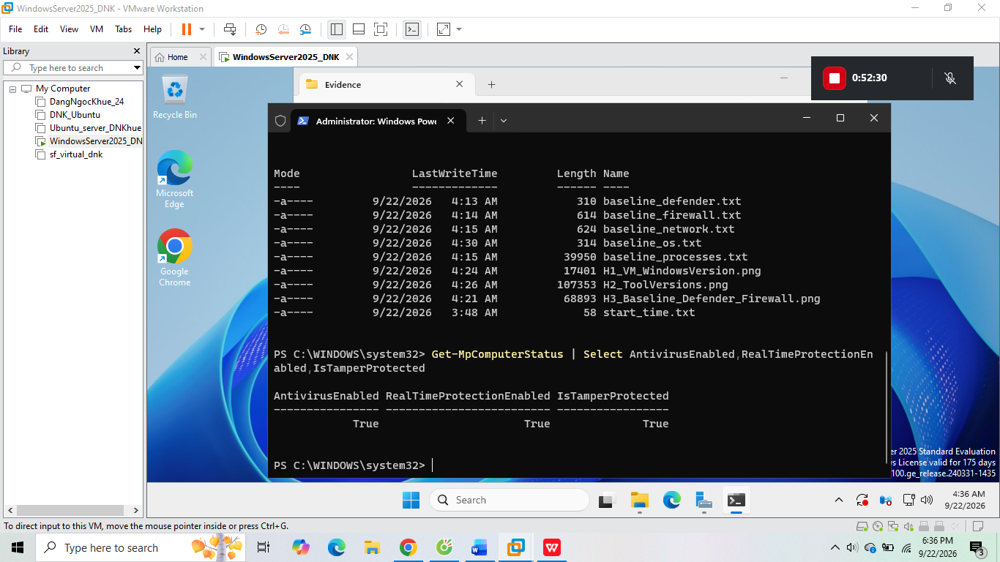 WindowsServer2025_DNK - VMware Workstation
File Edit View VM Tabs Help
Library
Home
WindowsServer2025_DNK
Type here to search
My Computer
DangNgocKhue_24
DNK_Ubuntu
Ubuntu_server_DNKhue
WindowsServer2025_DN
sf_virtual_dnk
Recycle Bin
Microsoft
Edge
Google
Chrome
Evidence
0:52:30
Administrator: Windows Powe
Mode LastWriteTime Length Name
---- ------------- ------ ----
-a---- 9/22/2026 4:13 AM 310 baseline_defender.txt
-a---- 9/22/2026 4:14 AM 614 baseline_firewall.txt
-a---- 9/22/2026 4:15 AM 624 baseline_network.txt
-a---- 9/22/2026 4:30 AM 314 baseline_os.txt
-a---- 9/22/2026 4:15 AM 39950 baseline_processes.txt
-a---- 9/22/2026 4:24 AM 17401 H1_VM_WindowsVersion.png
-a---- 9/22/2026 4:26 AM 107353 H2_ToolVersions.png
-a---- 9/22/2026 4:21 AM 68893 H3_Baseline_Defender_Firewall.png
-a---- 9/22/2026 3:48 AM 58 start_time.txt
PS C:\WINDOWS\system32> Get-MpComputerStatus | Select AntivirusEnabled,RealTimeProtectionEn
abled,IsTamperProtected
AntivirusEnabled RealTimeProtectionEnabled IsTamperProtected
---------------- ------------------------- -----------------
True True True
PS C:\WINDOWS\system32>
er 2025 Standard Evaluation
s License valid for 175 days
100.ge_release.240331-1435
Search
4:36 AM
9/22/2026
To direct input to this VM, move the mouse pointer inside or press Ctrl+G.
Type here to search
6:36 PM
9/22/2026
3